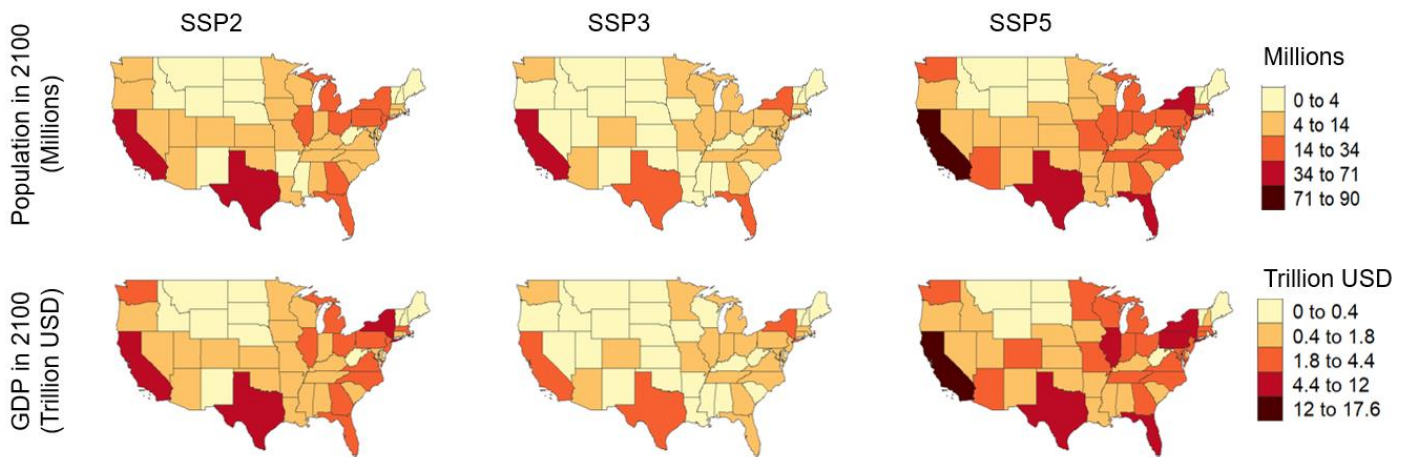 SSP2
SSP3
SSP5
Population in 2100
(Millions)
Millions
0 to 4
4 to 14
14 to 34
34 to 71
71 to 90
GDP in 2100
(Trillion USD)
Trillion USD
0 to 0.4
0.4 to 1.8
1.8 to 4.4
4.4 to 12
12 to 17.6